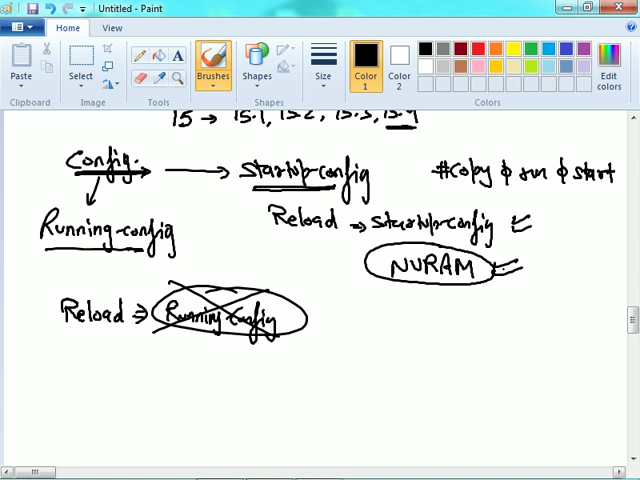 Untitled - Paint
Home
View
Paste
Select
Brushes
Shapes
Size
Color 1
Color 2
Edit colors
Clipboard
Image
Tools
Shapes
Colors
15 → 15.1, 15.2, 15.3, 15.4
Config. → Startup-config
#Copy run start
Running-config
Reload → Startup-config
NVRAM
Reload ⇒ Running-config